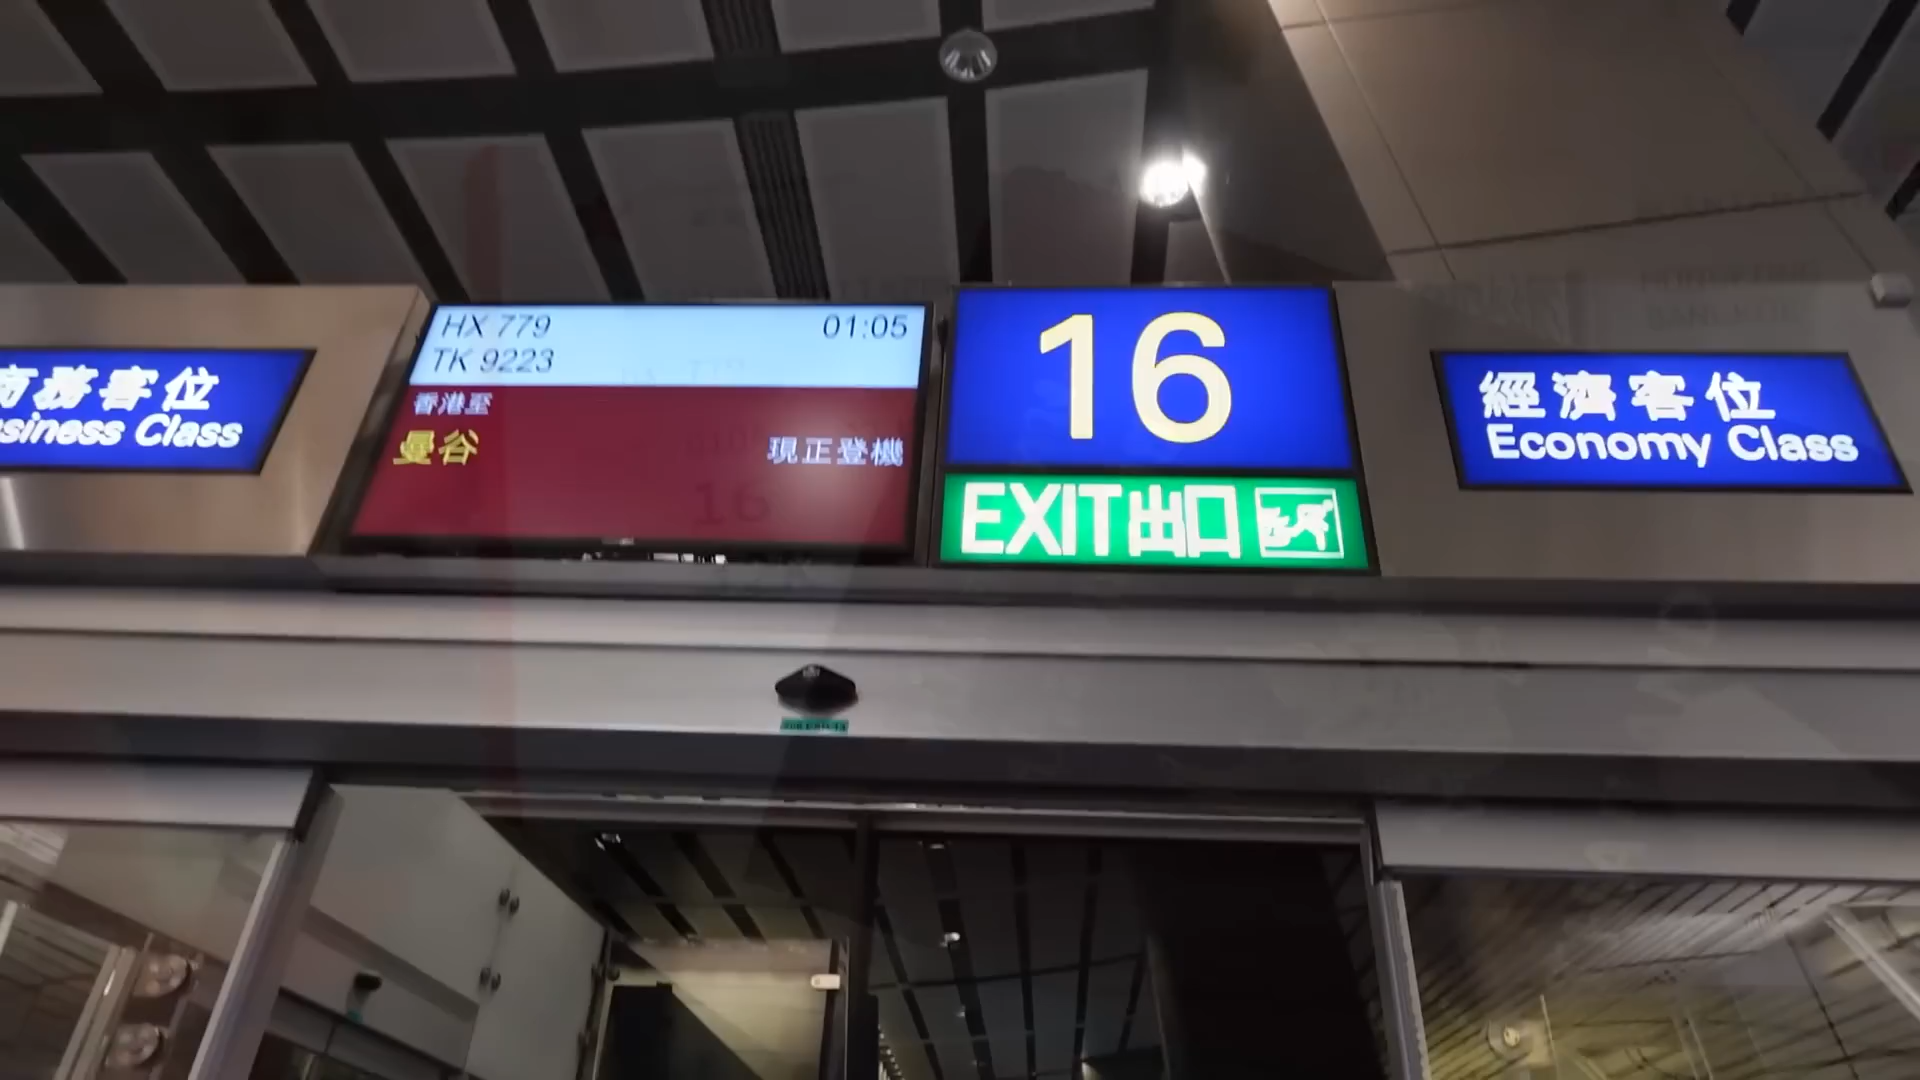 商務客位
Business Class
HX 779 01:05
TK 9223
香港至
曼谷 現正登機
16
EXIT出口
經濟客位
Economy Class